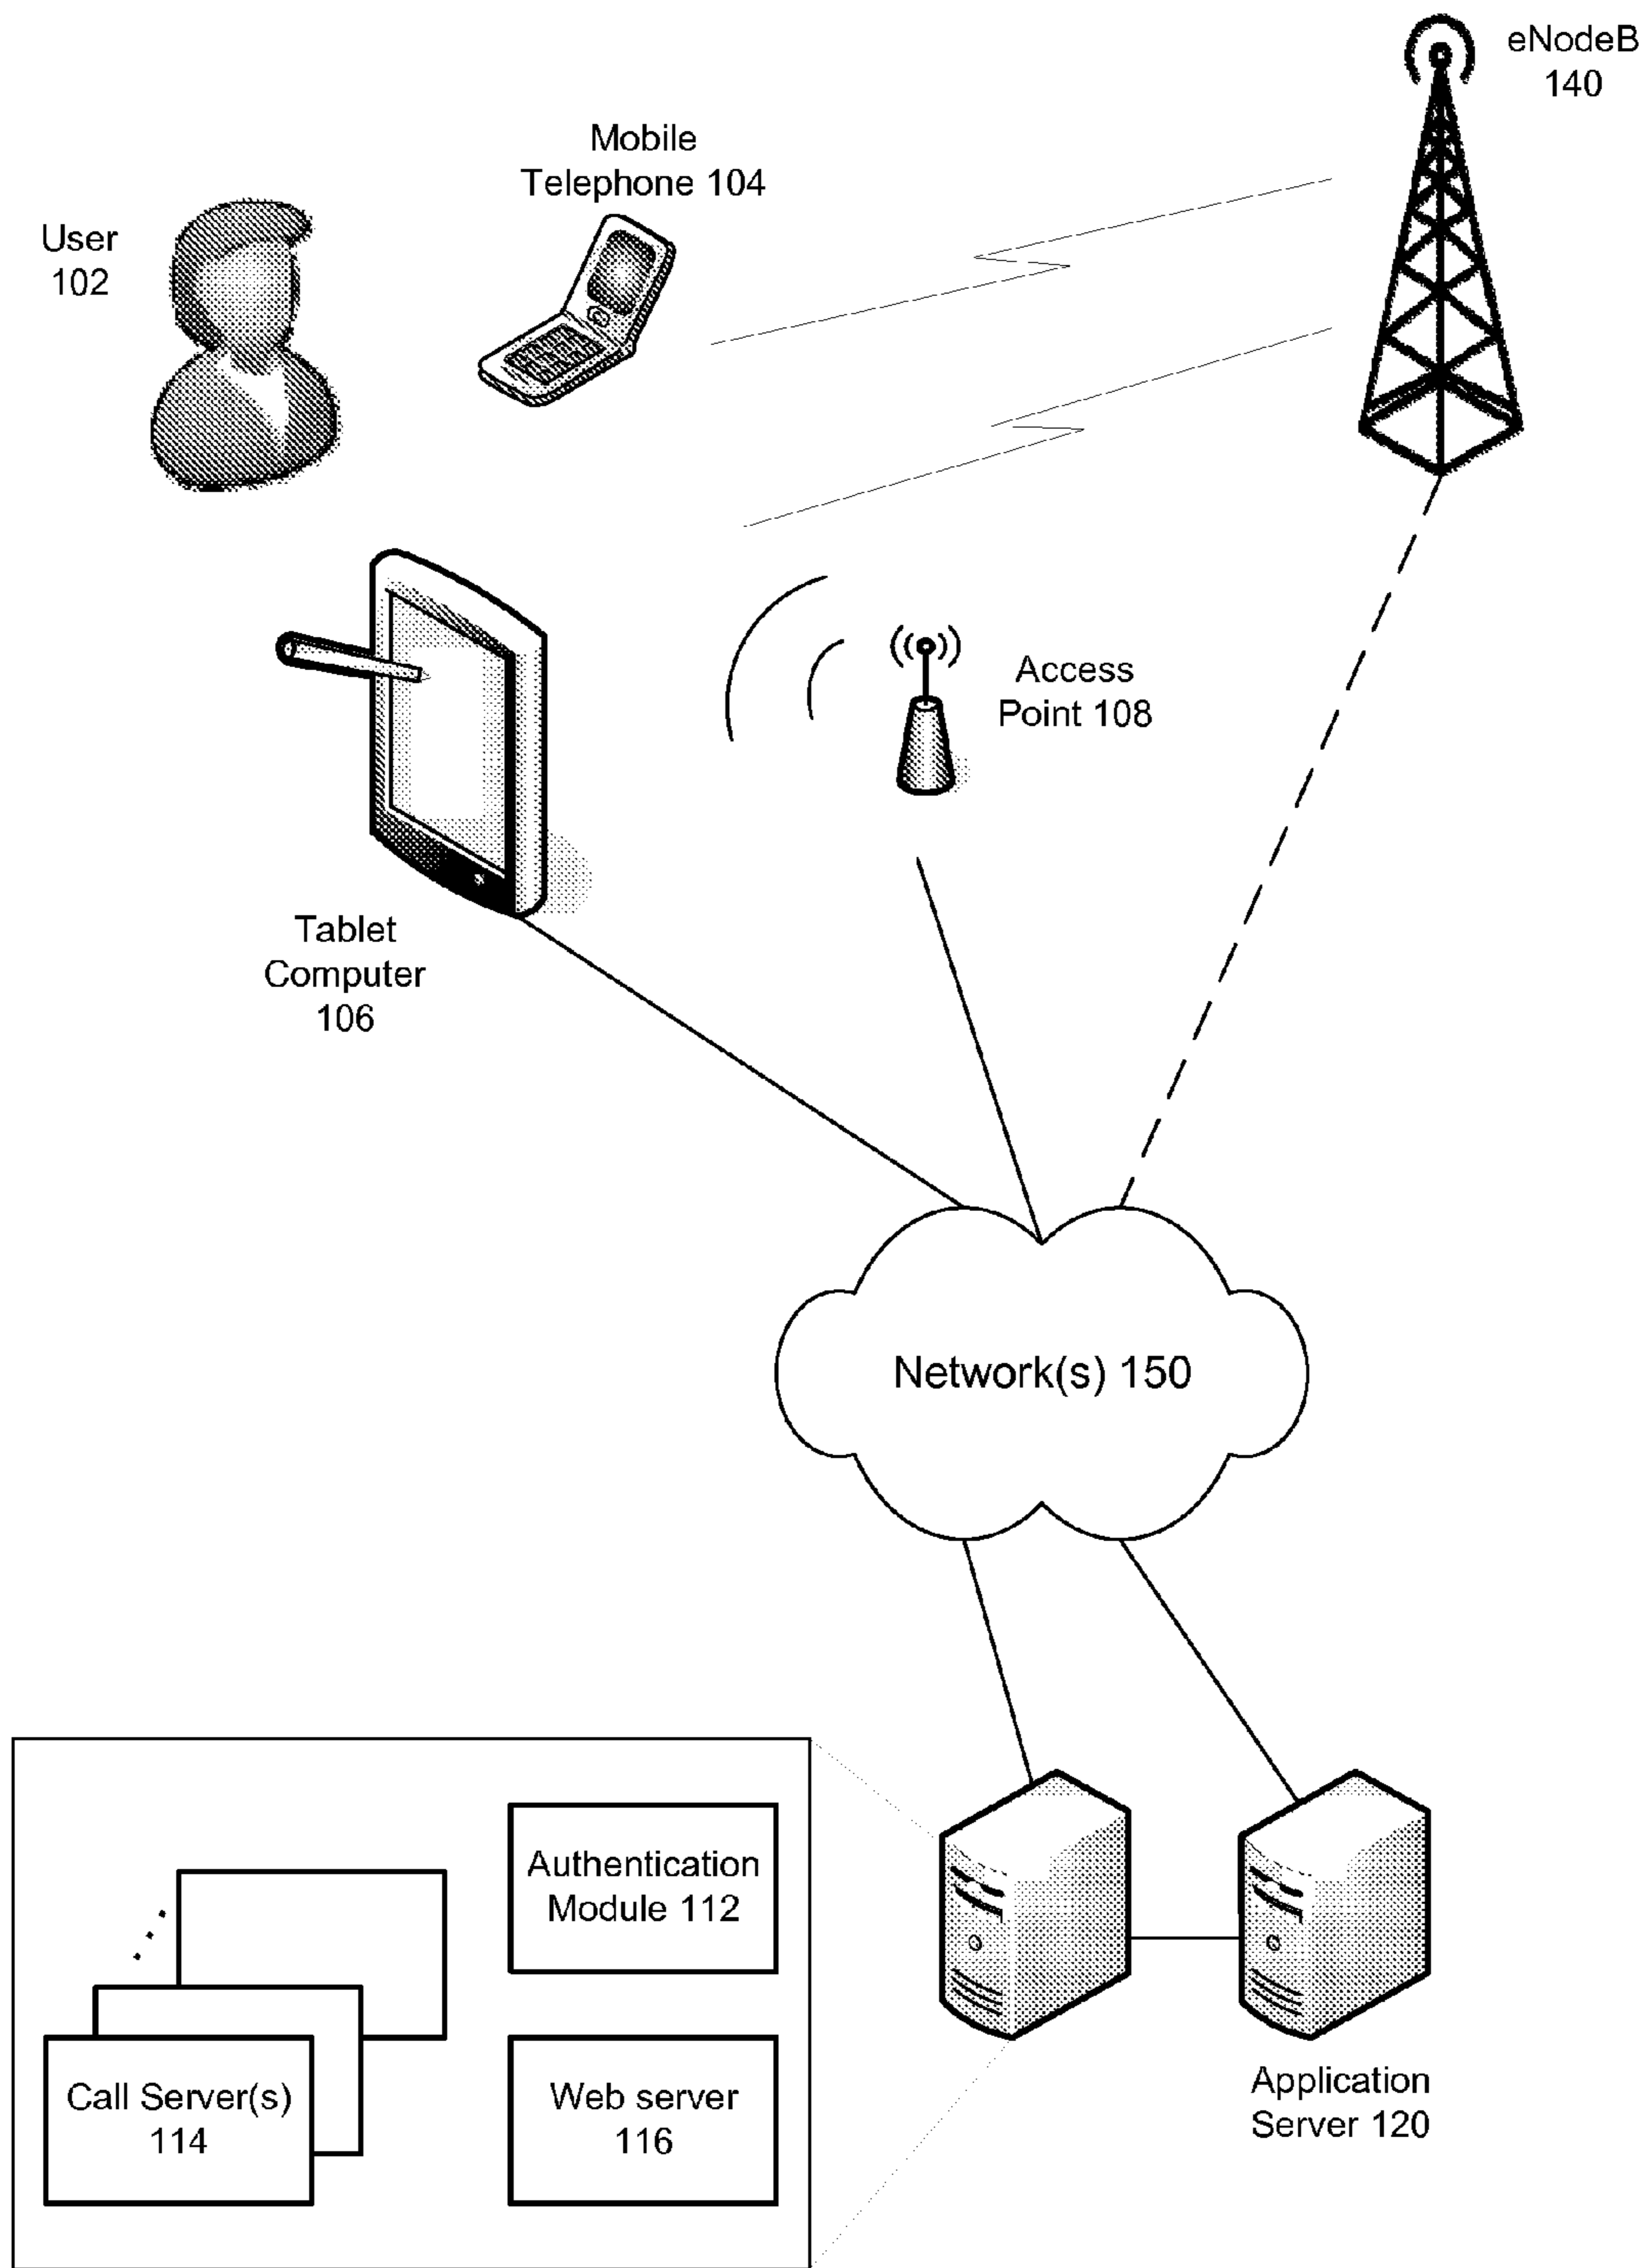 eNodeB
140
Mobile
Telephone 104
User
102
Access
Point 108
Tablet
Computer
106
Network(s) 150
Authentication
Module 112
Call Server(s)
114
Web server
116
Application
Server 120